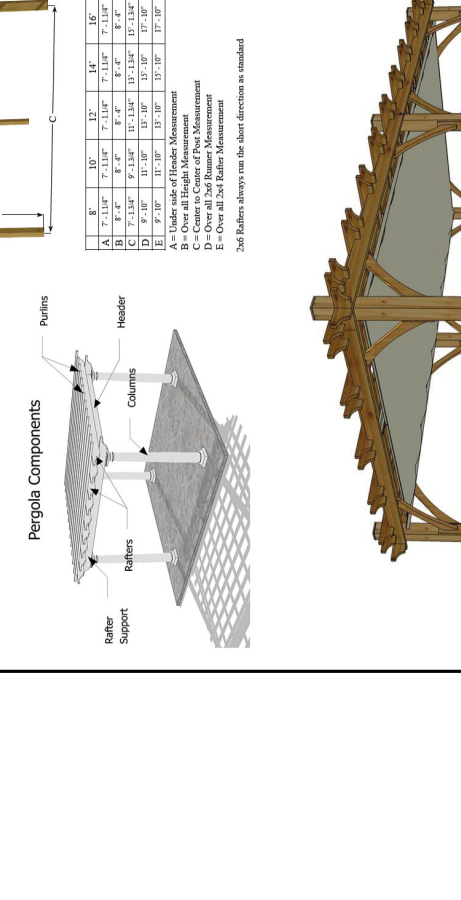 C
8' 10' 12' 14' 16'
A 7' - 1.1/4" 7' - 1.1/4" 7' - 1.1/4" 7' - 1.1/4" 7' - 1.1/4"
B 8' - 4" 8' - 4" 8' - 4" 8' - 4" 8' - 4"
C 7' - 1.3/4" 9' - 1.3/4" 11' - 1.3/4" 13' - 1.3/4" 15' - 1.3/4"
D 9' - 10" 11' - 10" 13' - 10" 15' - 10" 17' - 10"
E 9' - 10" 11' - 10" 13' - 10" 15' - 10" 17' - 10"
A = Under side of Header Measurement
B = Over all Height Measurement
C = Center to Center of Post Measurement
D = Over all 2x6 Runner Measurement
E = Over all 2x4 Rafter Measurement
2x6 Rafters always run the short direction as standard
Pergola Components
Purlins
Header
Columns
Rafters
Rafter
Support